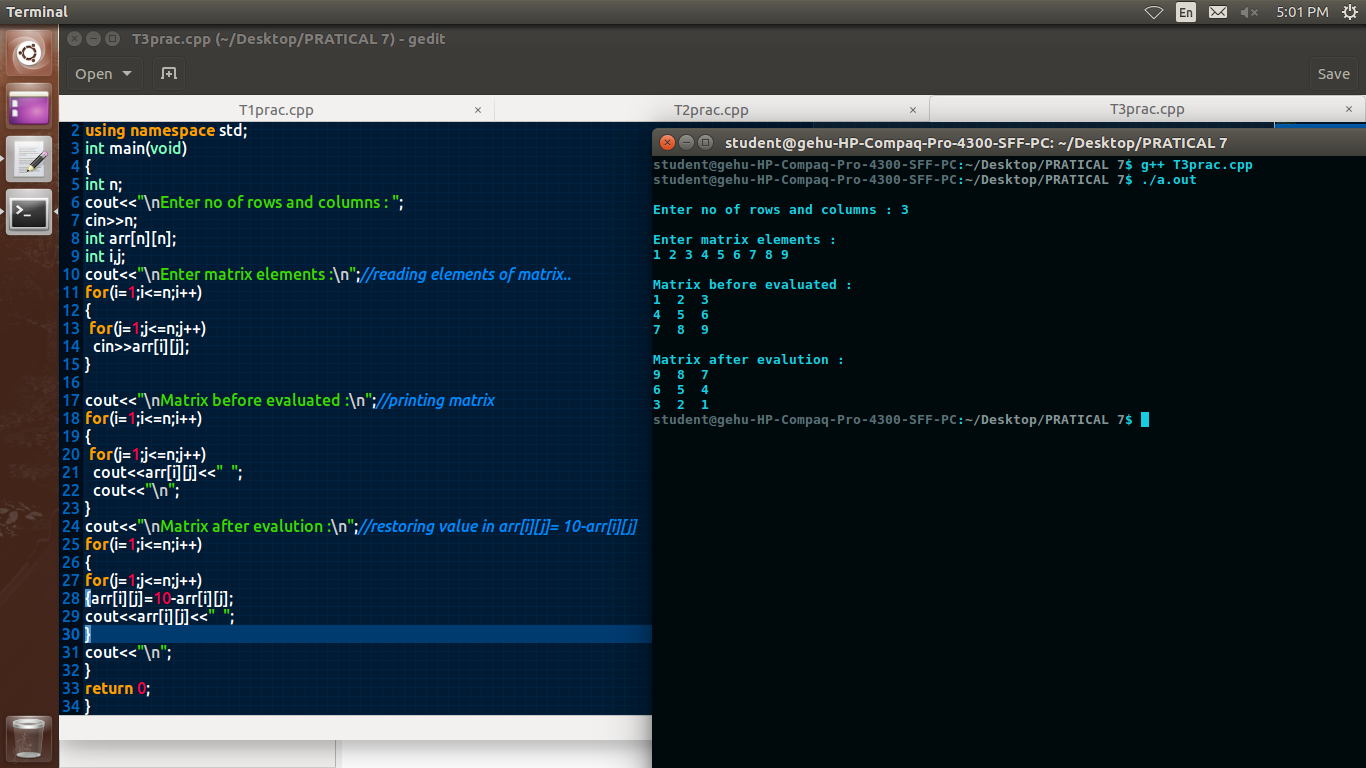 Terminal
En
5:01 PM
T3prac.cpp (~/Desktop/PRATICAL 7) - gedit
Open
Save
T1prac.cpp ×
T2prac.cpp ×
T3prac.cpp ×
2 using namespace std;
3 int main(void)
4 {
5 int n;
6 cout<<"\nEnter no of rows and columns : ";
7 cin>>n;
8 int arr[n][n];
9 int i,j;
10 cout<<"\nEnter matrix elements :\n";//reading elements of matrix..
11 for(i=1;i<=n;i++)
12 {
13 for(j=1;j<=n;j++)
14 cin>>arr[i][j];
15 }
16
17 cout<<"\nMatrix before evaluated :\n";//printing matrix
18 for(i=1;i<=n;i++)
19 {
20 for(j=1;j<=n;j++)
21 cout<<arr[i][j]<<"  ";
22 cout<<"\n";
23 }
24 cout<<"\nMatrix after evalution :\n";//restoring value in arr[i][j]= 10-arr[i][j]
25 for(i=1;i<=n;i++)
26 {
27 for(j=1;j<=n;j++)
28 {arr[i][j]=10-arr[i][j];
29 cout<<arr[i][j]<<"  ";
30 }
31 cout<<"\n";
32 }
33 return 0;
34 }
student@gehu-HP-Compaq-Pro-4300-SFF-PC: ~/Desktop/PRATICAL 7
student@gehu-HP-Compaq-Pro-4300-SFF-PC:~/Desktop/PRATICAL 7$ g++ T3prac.cpp
student@gehu-HP-Compaq-Pro-4300-SFF-PC:~/Desktop/PRATICAL 7$ ./a.out
Enter no of rows and columns : 3
Enter matrix elements :
1 2 3 4 5 6 7 8 9
Matrix before evaluated :
1 2 3
4 5 6
7 8 9
Matrix after evalution :
9 8 7
6 5 4
3 2 1
student@gehu-HP-Compaq-Pro-4300-SFF-PC:~/Desktop/PRATICAL 7$